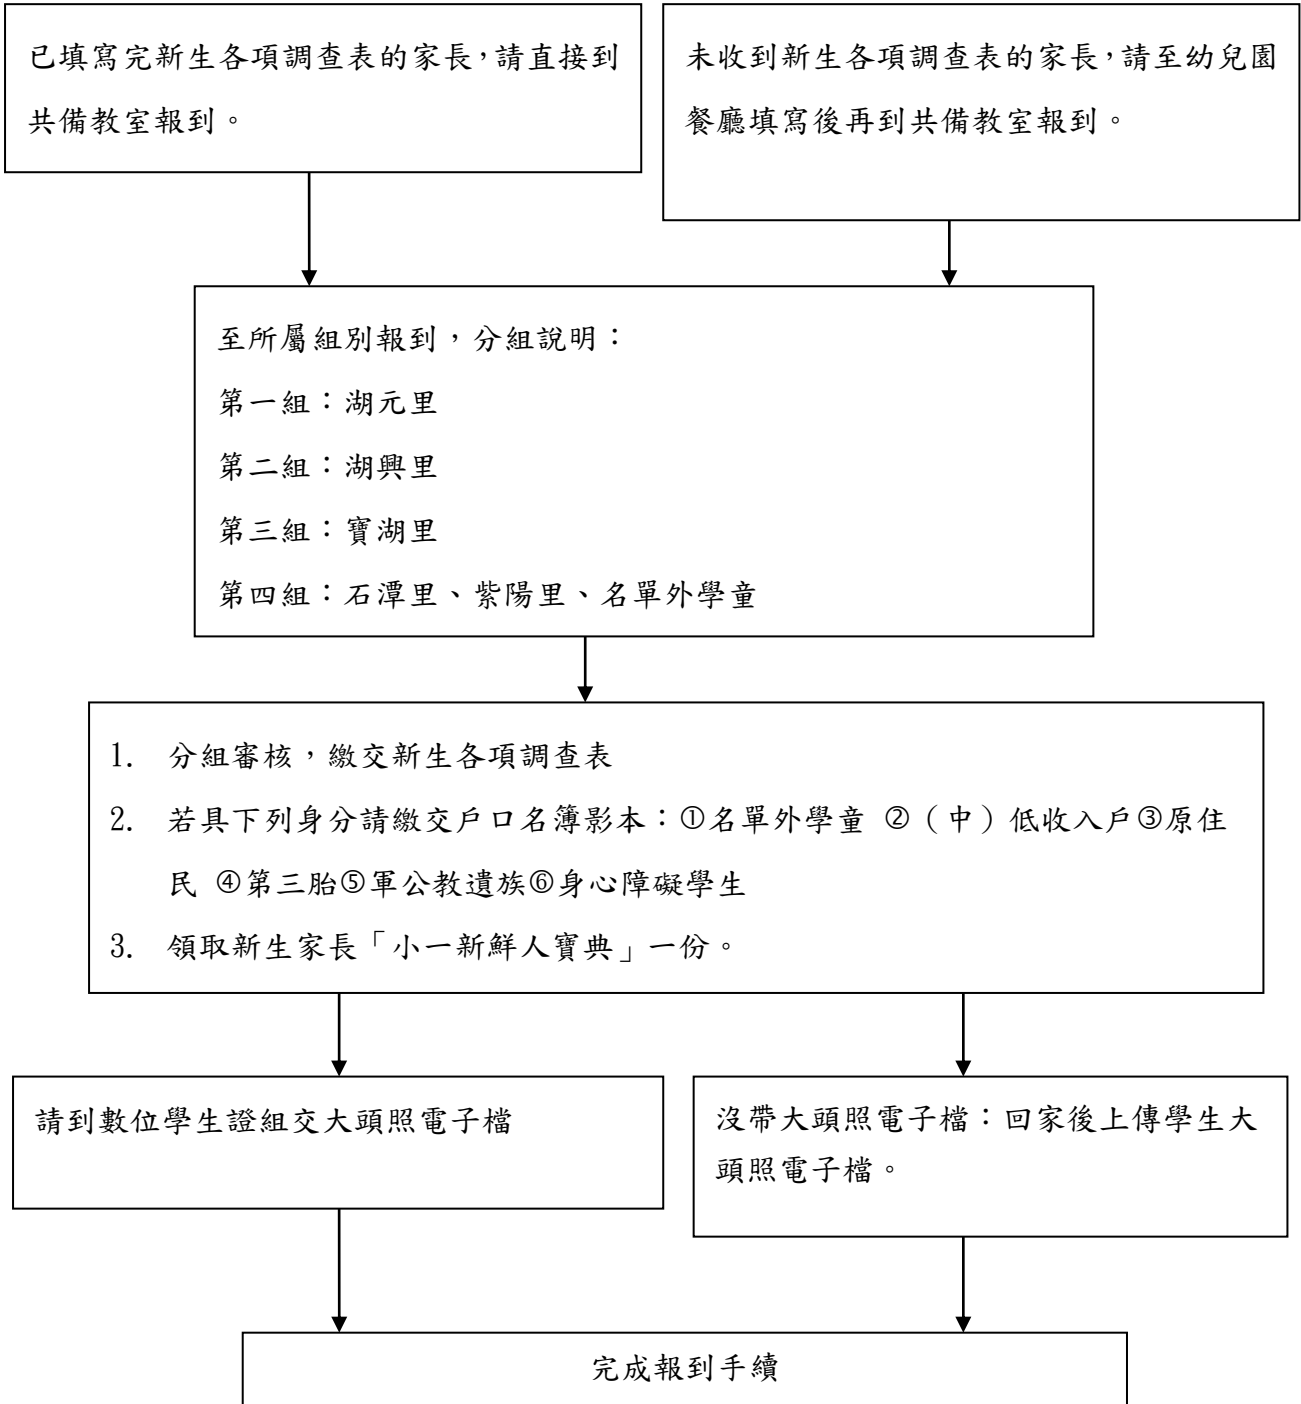 已填寫完新生各項調查表的家長，請直接到
共備教室報到。
未收到新生各項調查表的家長，請至幼兒園
餐廳填寫後再到共備教室報到。
至所屬組別報到，分組說明：
第一組：湖元里
第二組：湖興里
第三組：寶湖里
第四組：石潭里、紫陽里、名單外學童
1. 分組審核，繳交新生各項調查表
2. 若具下列身分請繳交戶口名簿影本：①名單外學童 ②（中）低收入戶③原住
民 ④第三胎⑤軍公教遺族⑥身心障礙學生
3. 領取新生家長「小一新鮮人寶典」一份。
請到數位學生證組交大頭照電子檔
沒帶大頭照電子檔：回家後上傳學生大
頭照電子檔。
完成報到手續